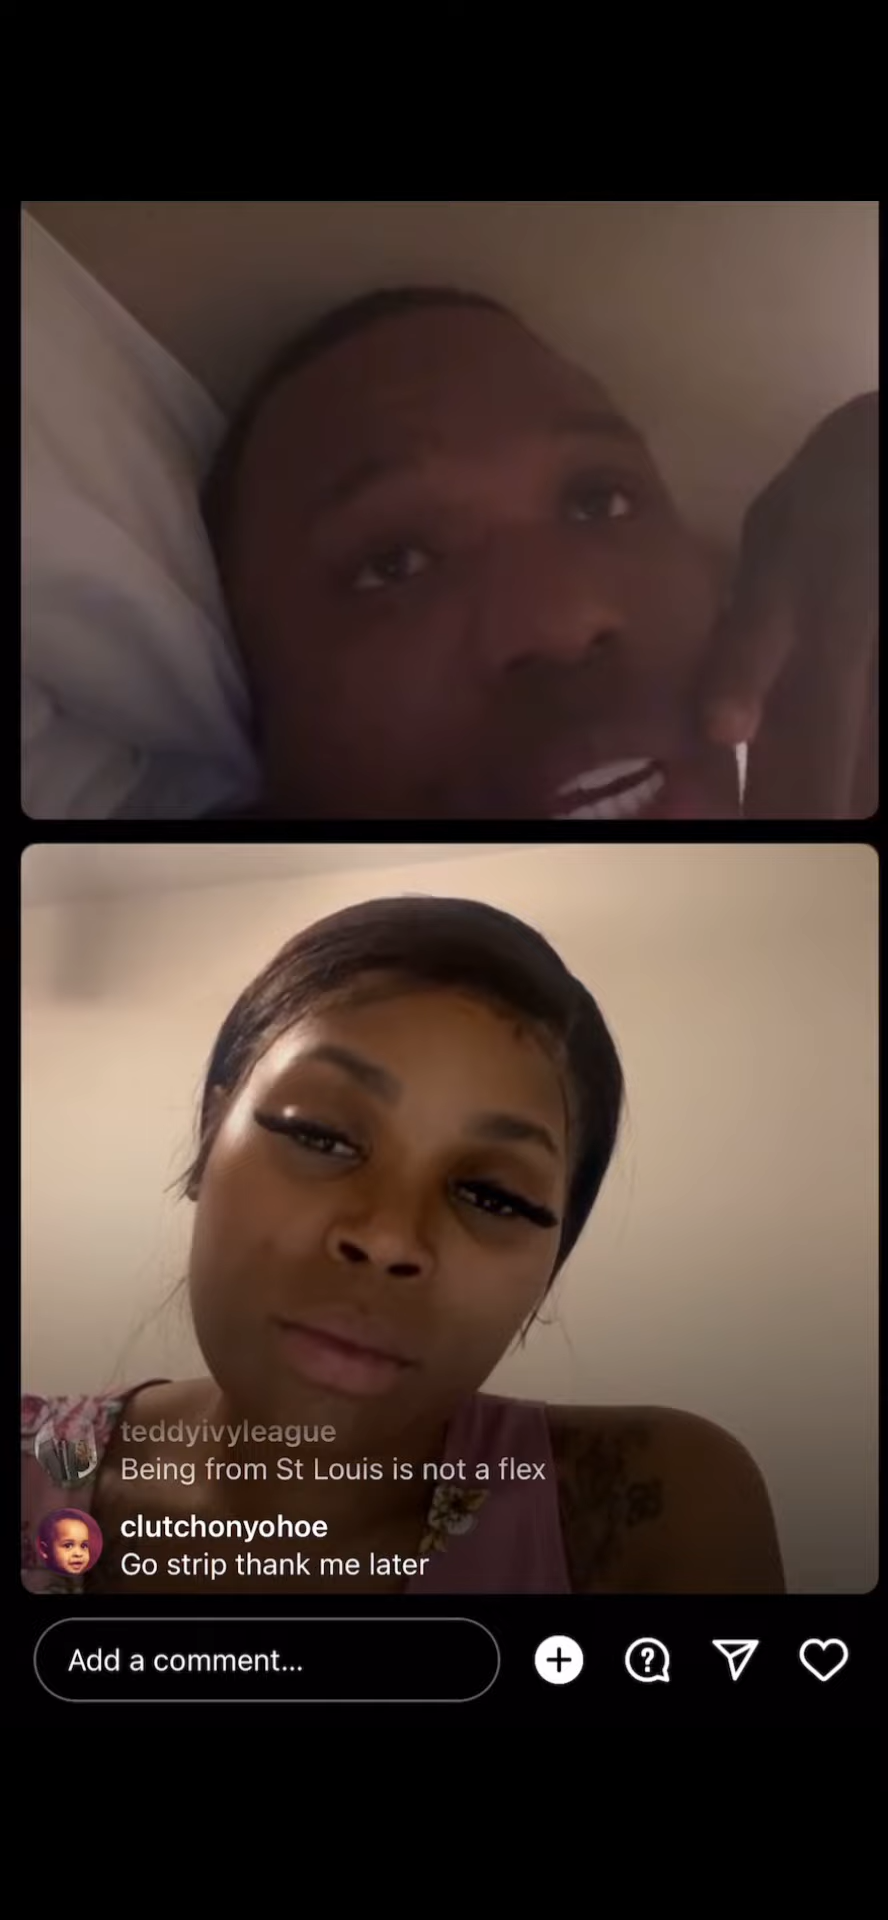 teddyivyleague
Being from St Louis is not a flex
clutchonyohoe
Go strip thank me later
Add a comment...